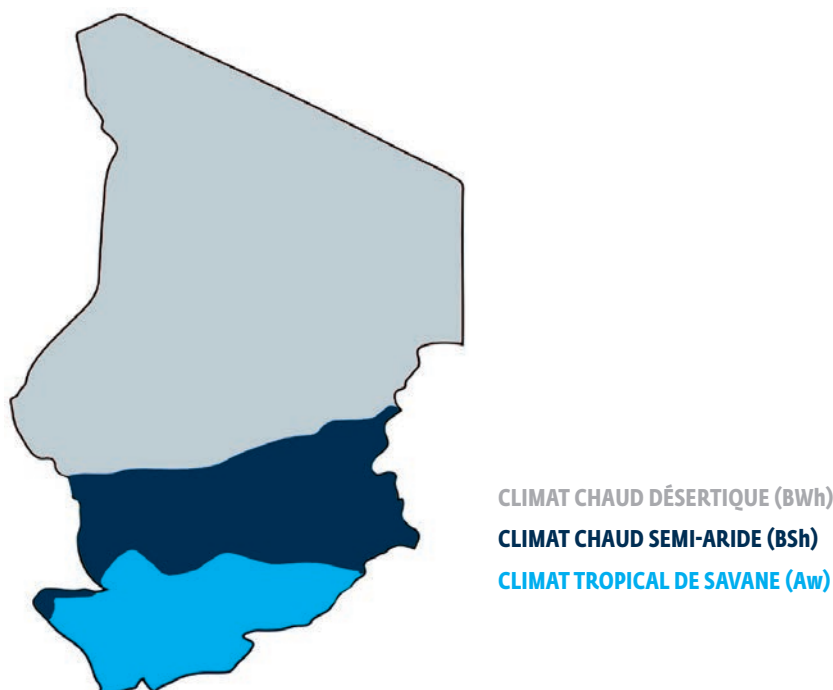 CLIMAT CHAUD DÉSERTIQUE (BWh)
CLIMAT CHAUD SEMI-ARIDE (BSh)
CLIMAT TROPICAL DE SAVANE (Aw)